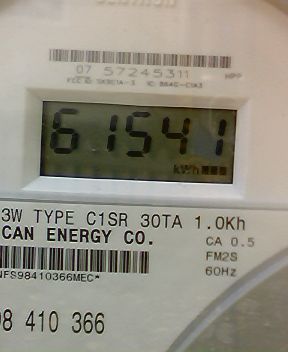 07 57245311 HPP
61541
kWh
3W TYPE C1SR 30TA 1.0Kh
CAN ENERGY CO. CA 0.5
FM2S
NFS98410366MEC* 60Hz
98 410 366